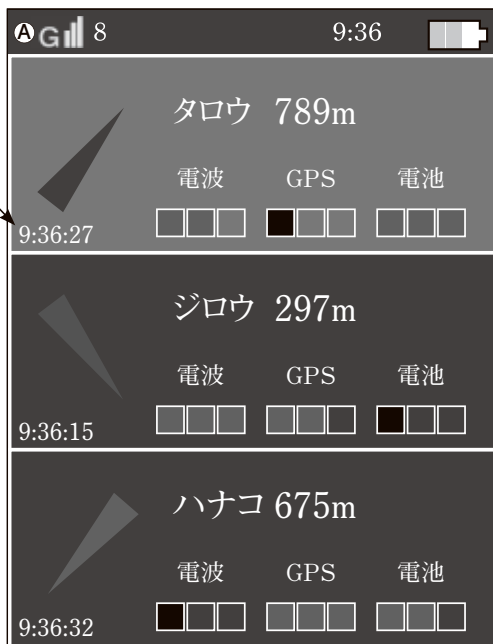 A G 8 9:36
タロウ 789m
電波 GPS 電池
9:36:27
ジロウ 297m
電波 GPS 電池
9:36:15
ハナコ 675m
電波 GPS 電池
9:36:32